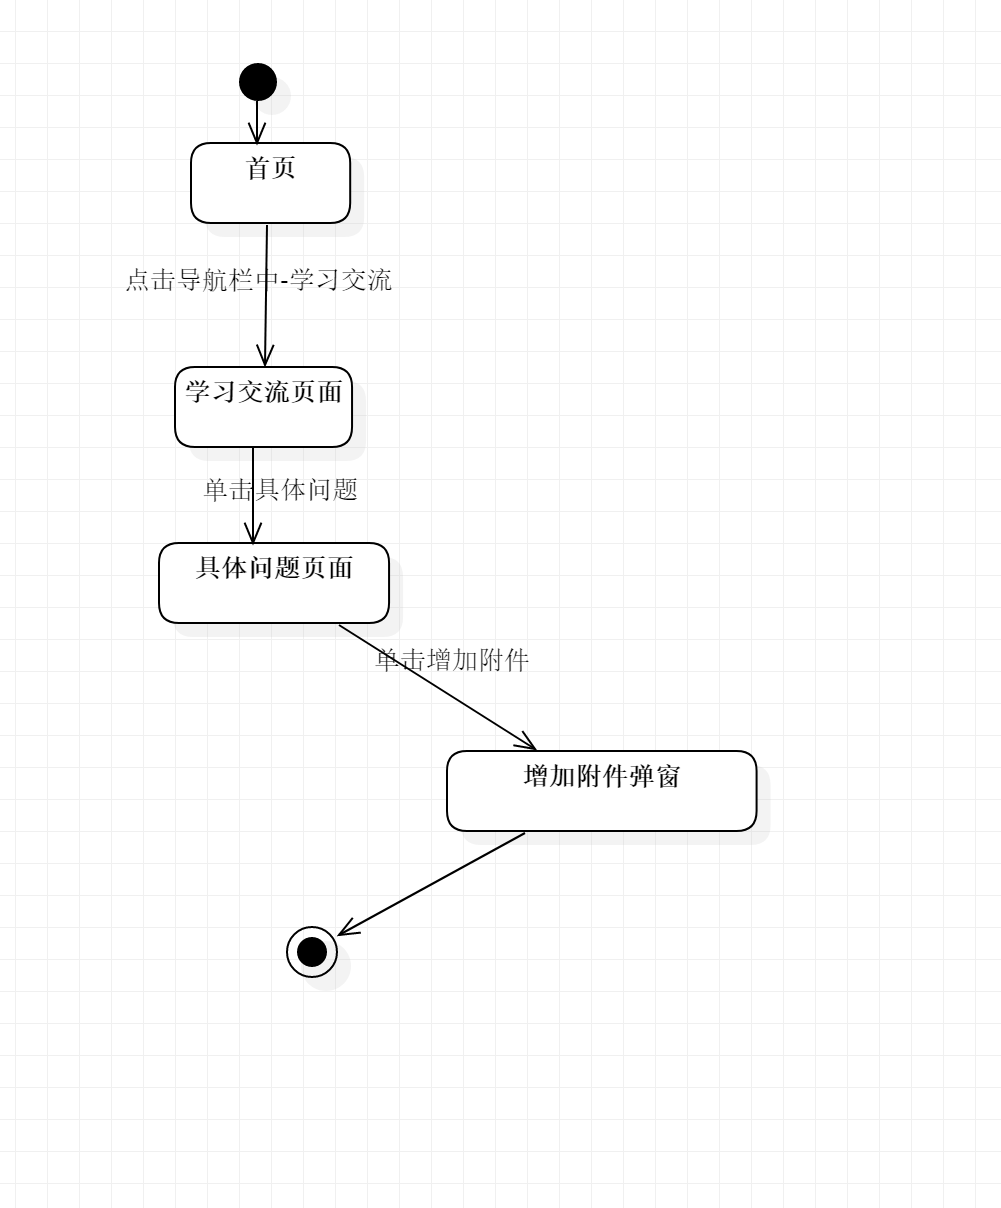 首页
点击导航栏中-学习交流
学习交流页面
单击具体问题
具体问题页面
单击增加附件
增加附件弹窗